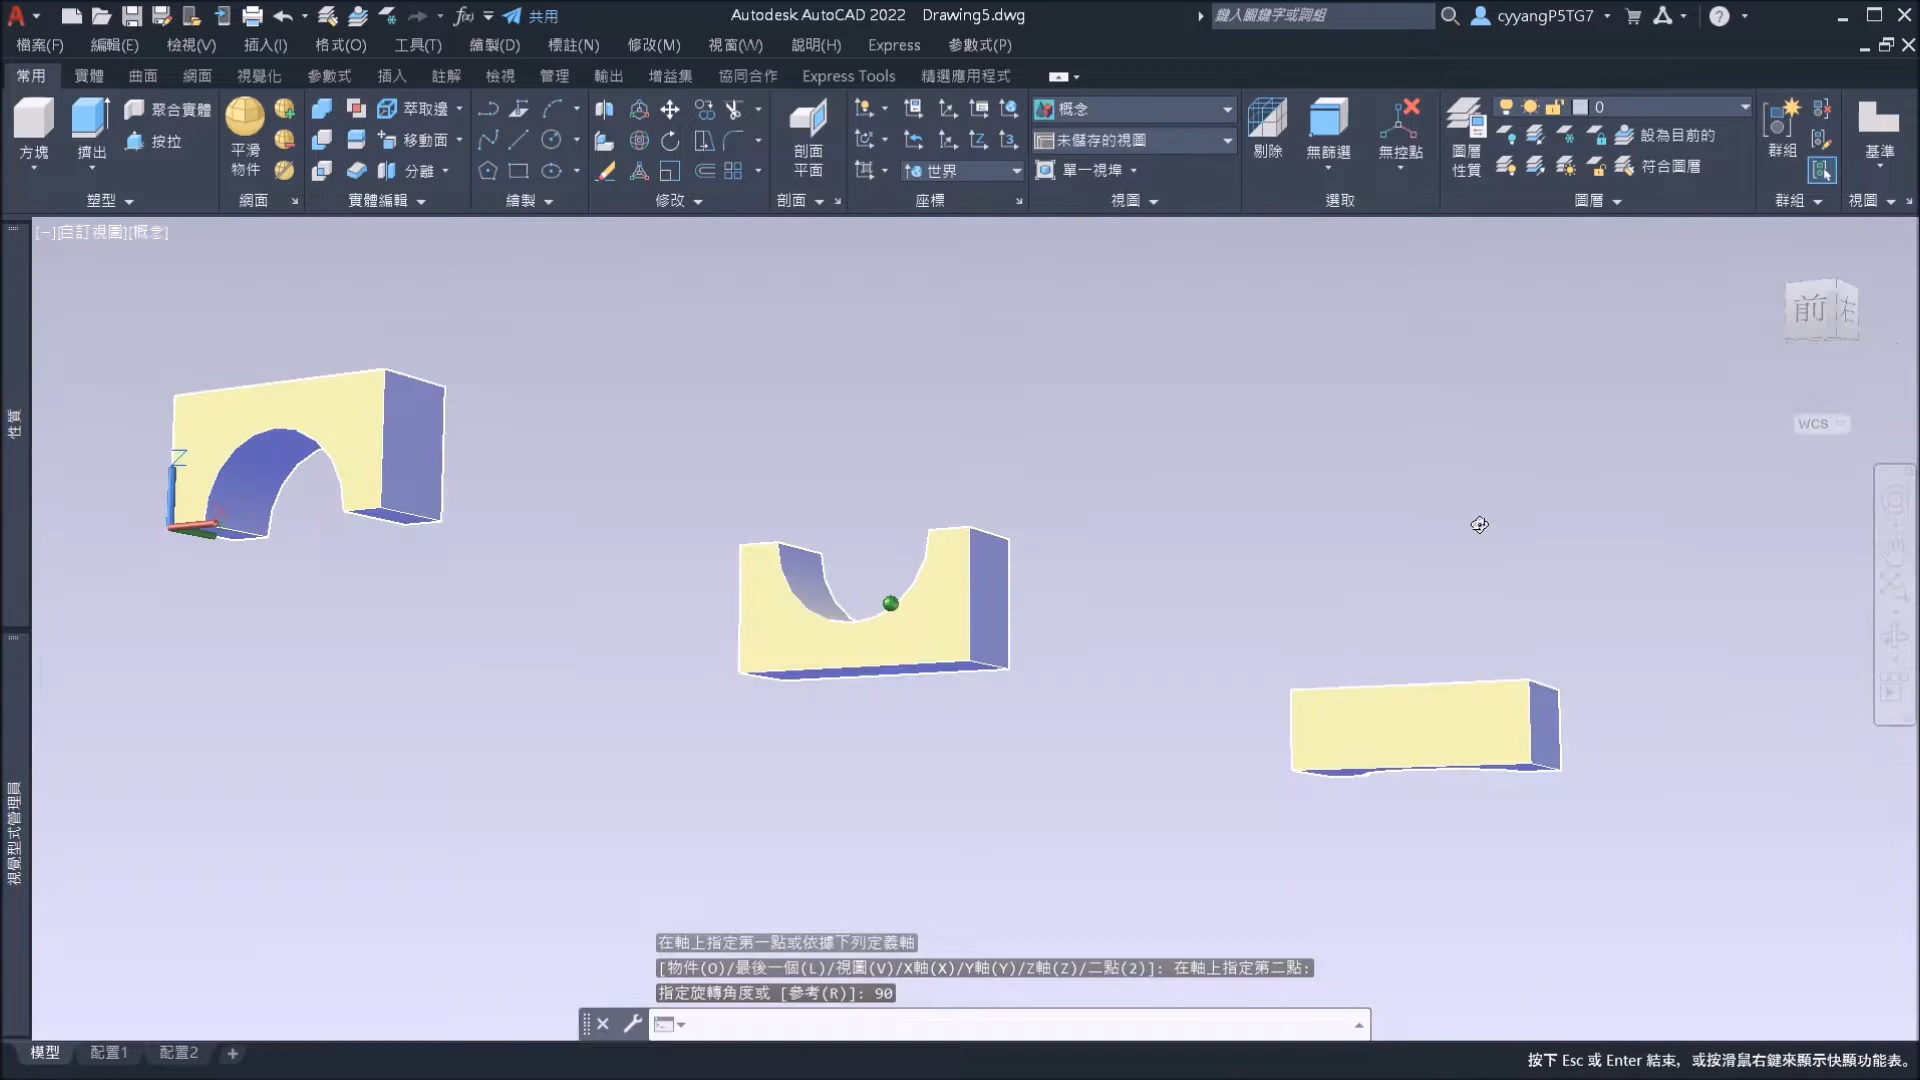 共用
Autodesk AutoCAD 2022 Drawing5.dwg
鍵入關鍵字或詞組
cyyangP5TG7
檔案(F) 編輯(E) 檢視(V) 插入(I) 格式(O) 工具(T) 繪製(D) 標註(N) 修改(M) 視窗(W) 說明(H) Express 參數式(P)
常用 實體 曲面 網面 視覺化 參數式 插入 註解 檢視 管理 輸出 增益集 協同合作 Express Tools 精選應用程式
方塊 擠出 聚合實體 按拉
平滑物件
萃取邊
移動面
分離
剖面平面
世界
概念
未儲存的視圖
單一視埠
剔除 無篩選 無控點
圖層性質
0
設為目前的
符合圖層
群組
基準
塑型 網面 實體編輯 繪製 修改 剖面 座標 視圖 選取 圖層 群組 視圖
[−][自訂視圖][概念]
前 右
WCS
性質
Z
視覺型式管理員
在軸上指定第一點或依據下列定義軸
[物件(O)/最後一個(L)/視圖(V)/X軸(X)/Y軸(Y)/Z軸(Z)/二點(2)]: 在軸上指定第二點:
指定旋轉角度或 [參考(R)]: 90
模型 配置1 配置2 +
按下 Esc 或 Enter 結束，或按滑鼠右鍵來顯示快顯功能表。